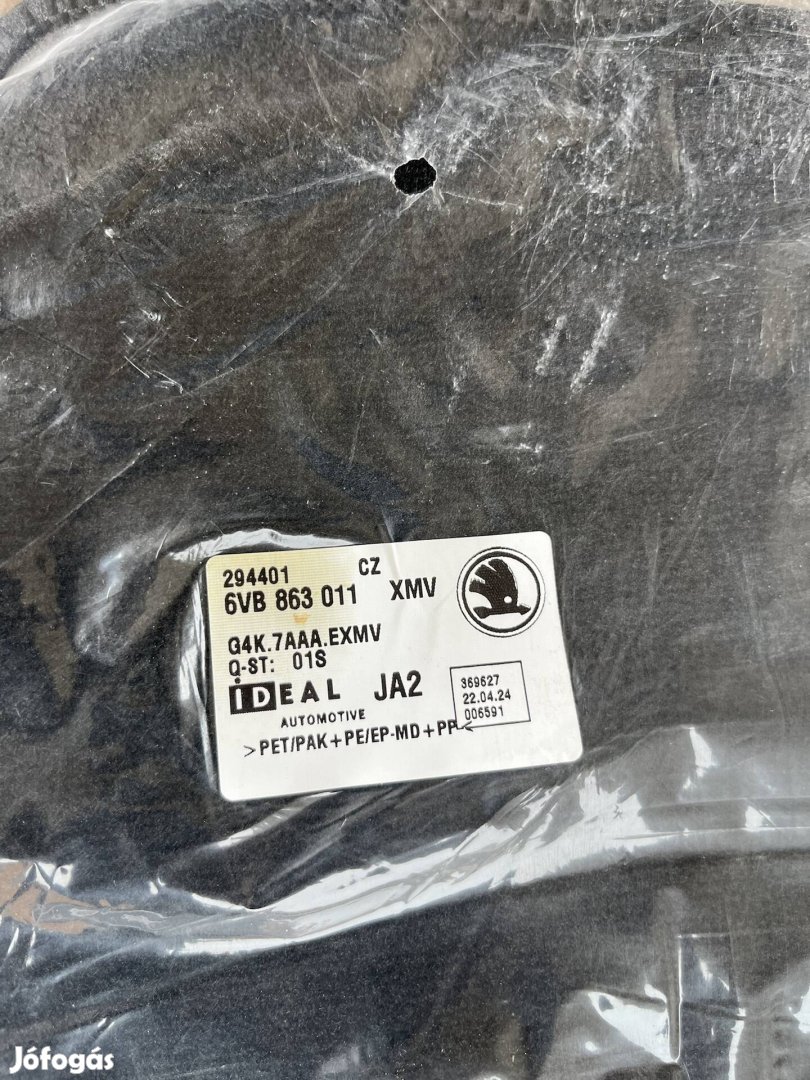 294401 CZ
6VB 863 011 XMV
G4K.7AAA.EXMV
Q-ST: 01S
IDEAL JA2
AUTOMOTIVE
369627
22.04.24
006591
>PET/PAK+PE/EP-MD+PP<
Jófogás